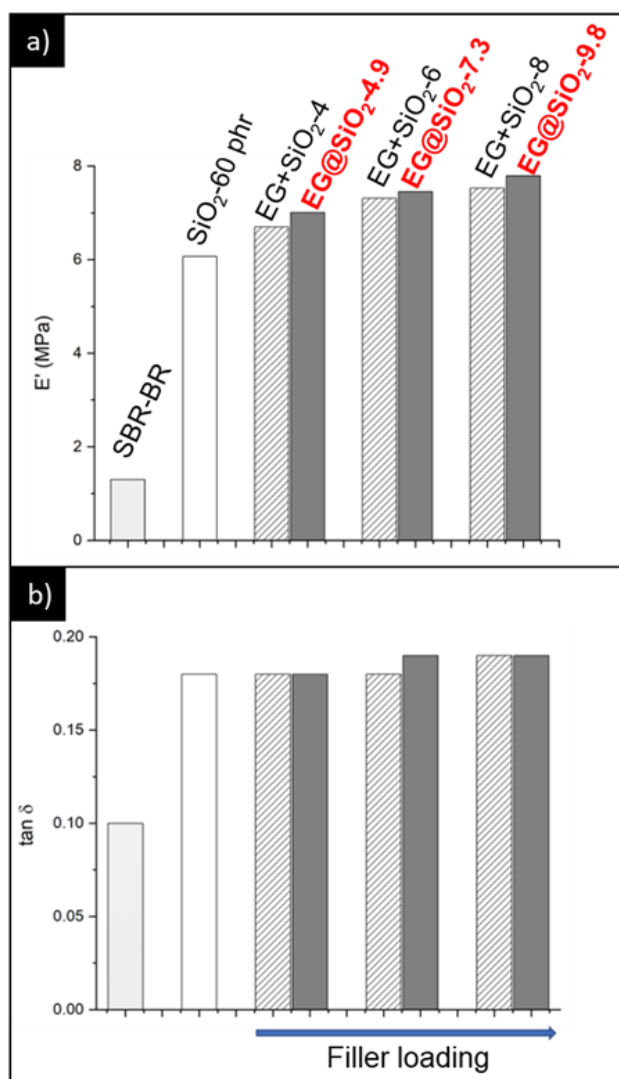 a)
SBR-BR
SiO₂-60 phr
EG+SiO₂-4
EG@SiO₂-4.9
EG+SiO₂-6
EG@SiO₂-7.3
EG+SiO₂-8
EG@SiO₂-9.8
8
6
4
2
0
E' (MPa)
b)
0.20
0.15
0.10
0.05
0.00
tan δ
Filler loading